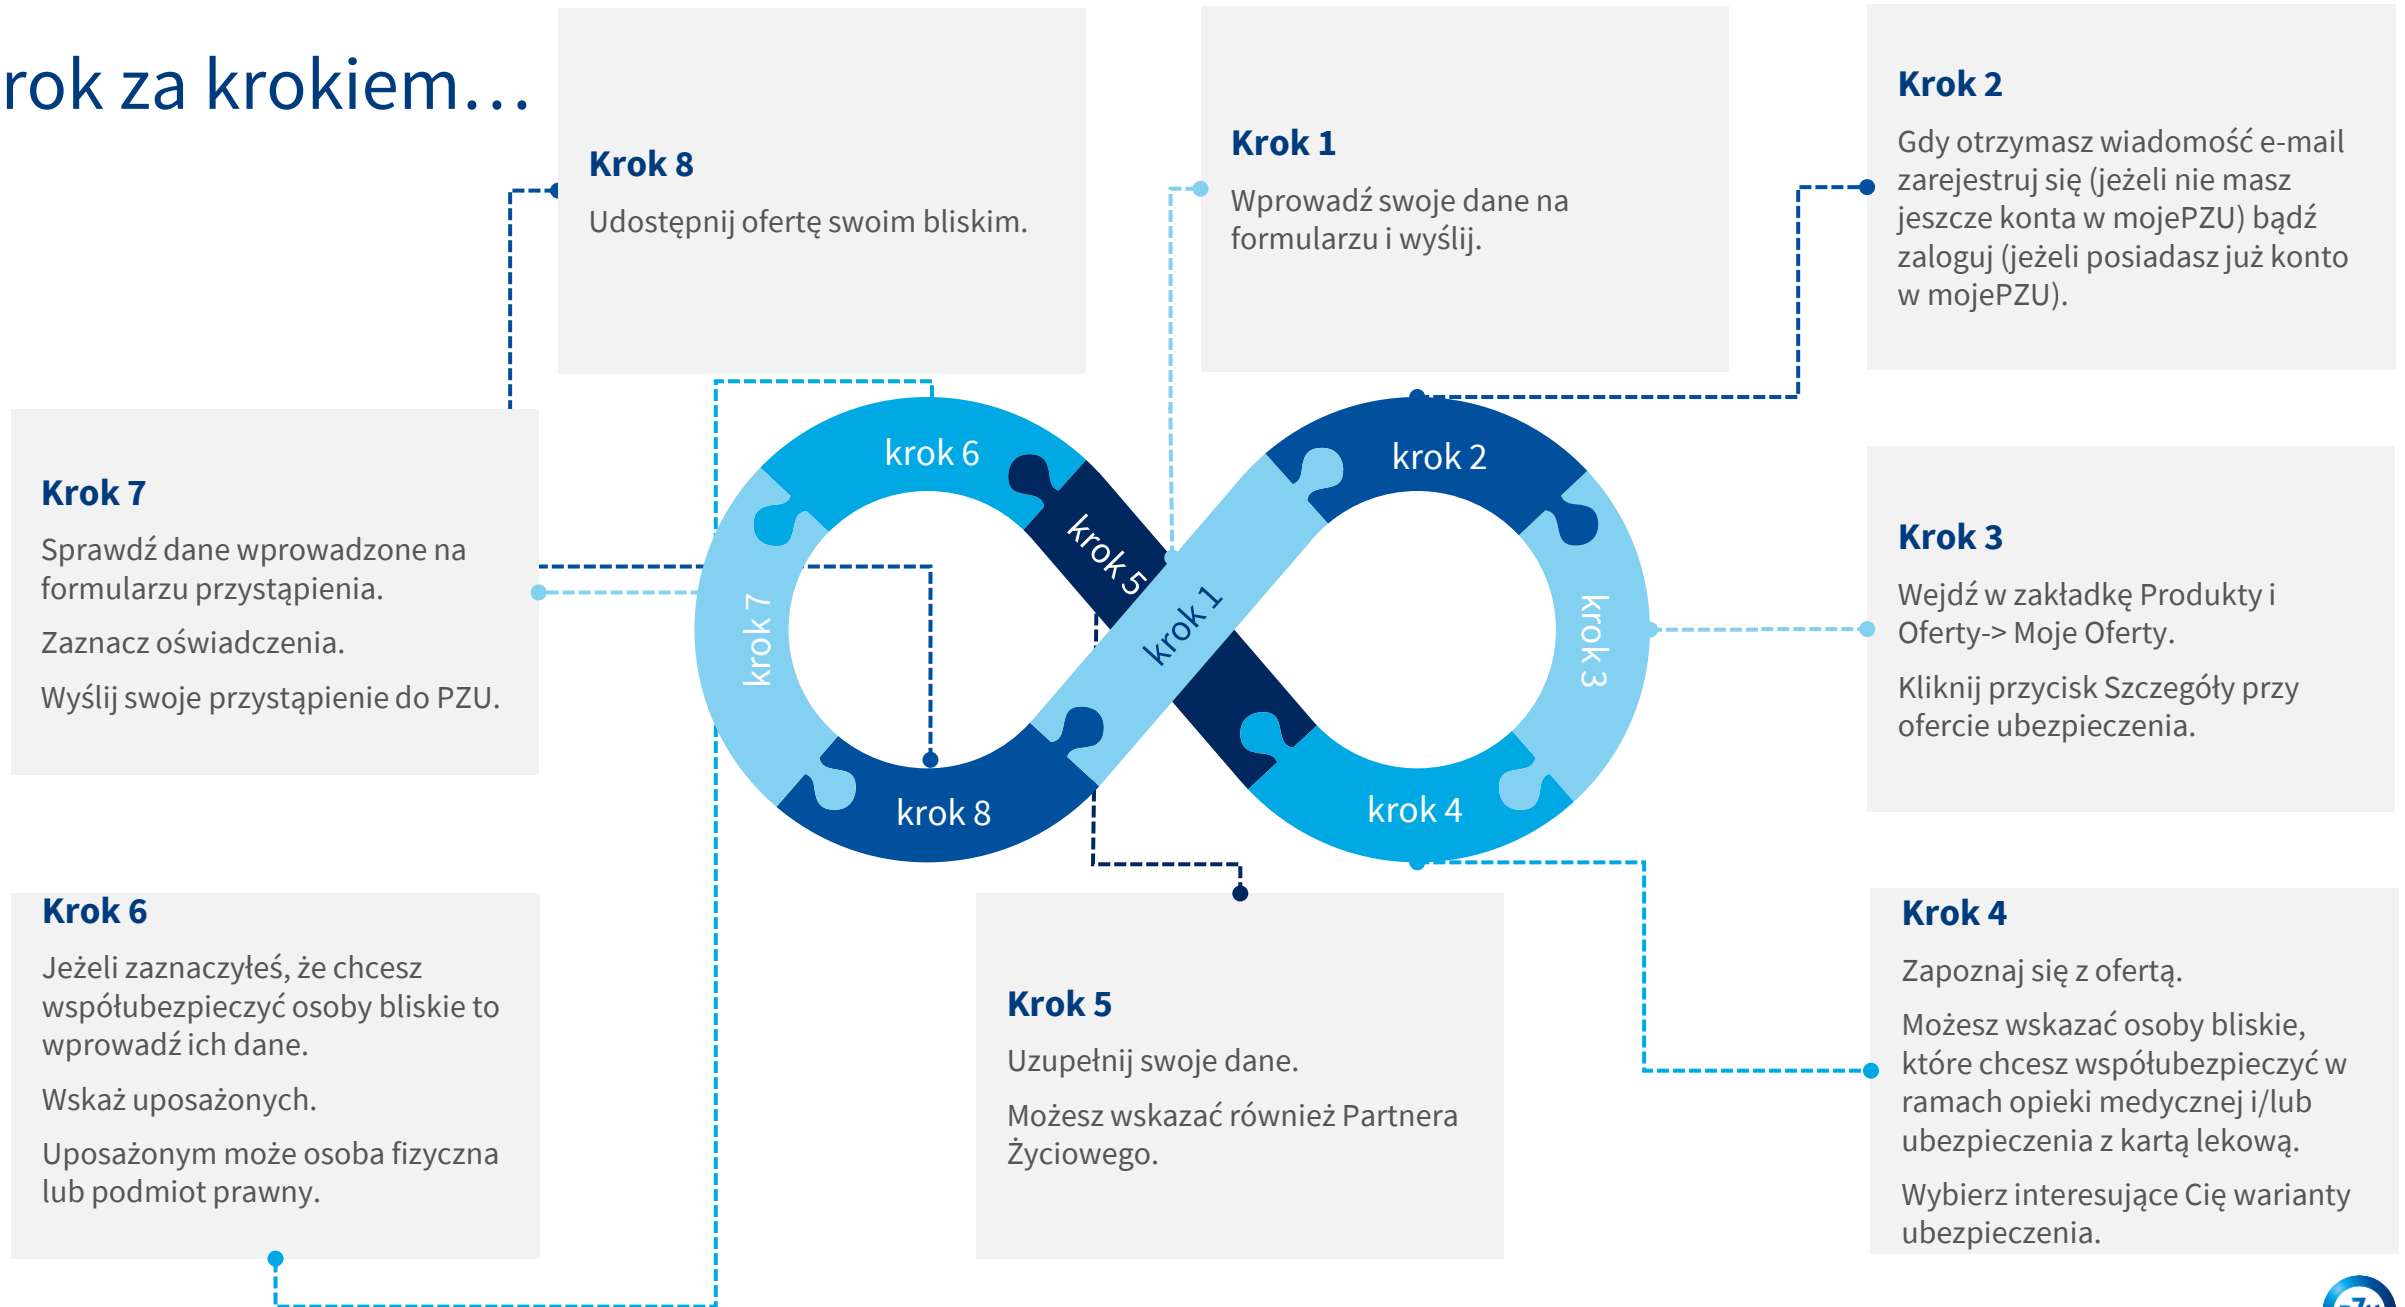 rok za krokiem...
Krok 8
Udostępnij ofertę swoim bliskim.
Krok 1
Wprowadź swoje dane na
formularzu i wyślij.
Krok 2
Gdy otrzymasz wiadomość e-mail
zarejestruj się (jeżeli nie masz
jeszcze konta w mojePZU) bądź
zaloguj (jeżeli posiadasz już konto
w mojePZU).
Krok 7
Sprawdź dane wprowadzone na
formularzu przystąpienia.
Zaznacz oświadczenia.
Wyślij swoje przystąpienie do PZU.
krok 6
krok 5
krok 1
krok 2
krok 3
krok 7
krok 8
krok 4
Krok 3
Wejdź w zakładkę Produkty i
Oferty-> Moje Oferty.
Kliknij przycisk Szczegóły przy
ofercie ubezpieczenia.
Krok 6
Jeżeli zaznaczyłeś, że chcesz
współubezpieczyć osoby bliskie to
wprowadź ich dane.
Wskaż uposażonych.
Uposażonym może osoba fizyczna
lub podmiot prawny.
Krok 5
Uzupełnij swoje dane.
Możesz wskazać również Partnera
Życiowego.
Krok 4
Zapoznaj się z ofertą.
Możesz wskazać osoby bliskie,
które chcesz współubezpieczyć w
ramach opieki medycznej i/lub
ubezpieczenia z kartą lekową.
Wybierz interesujące Cię warianty
ubezpieczenia.